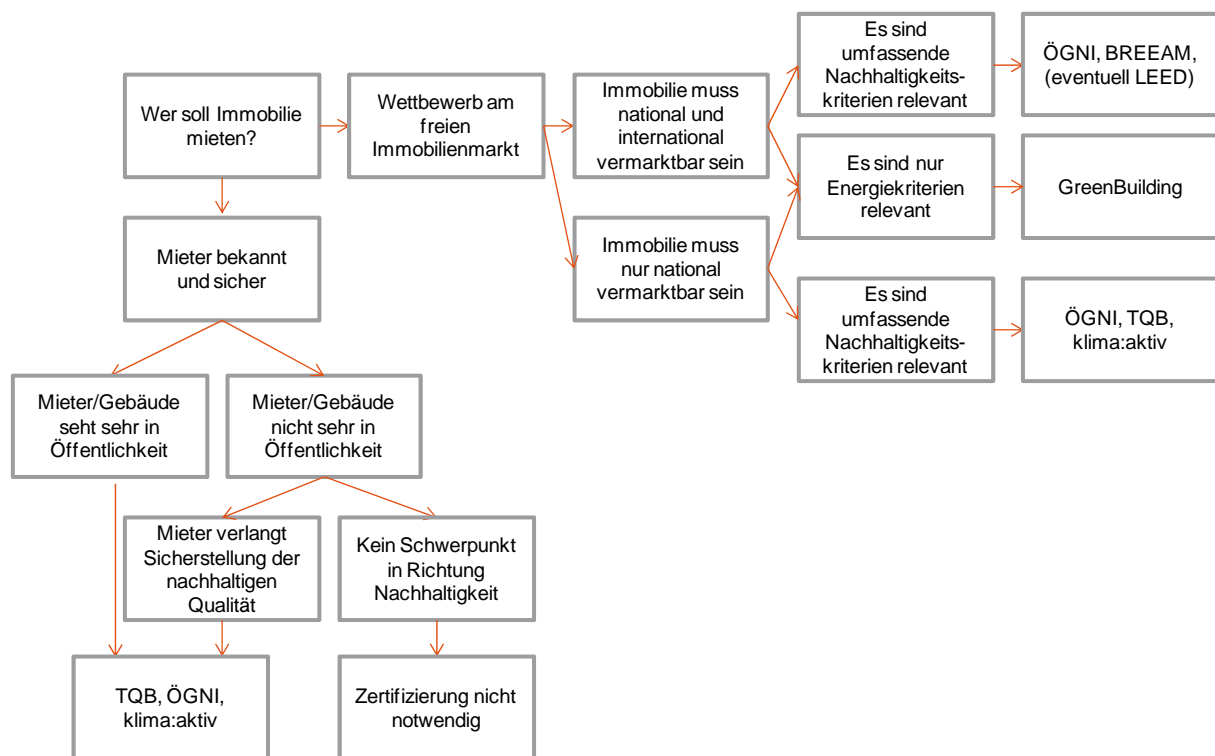 Es sind
umfassende
Nachhaltigkeits-
kriterien relevant
ÖGNI, BREEAM,
(eventuell LEED)
Wer soll Immobilie
mieten?
Wettbewerb am
freien
Immobilienmarkt
Immobilie muss
national und
international
vermarktbar sein
Es sind nur
Energiekriterien
relevant
GreenBuilding
Mieter bekannt
und sicher
Immobilie muss
nur national
vermarktbar sein
Es sind
umfassende
Nachhaltigkeits-
kriterien relevant
ÖGNI, TQB,
klima:aktiv
Mieter/Gebäude
seht sehr in
Öffentlichkeit
Mieter/Gebäude
nicht sehr in
Öffentlichkeit
Mieter verlangt
Sicherstellung der
nachhaltigen
Qualität
Kein Schwerpunkt
in Richtung
Nachhaltigkeit
TQB, ÖGNI,
klima:aktiv
Zertifizierung nicht
notwendig